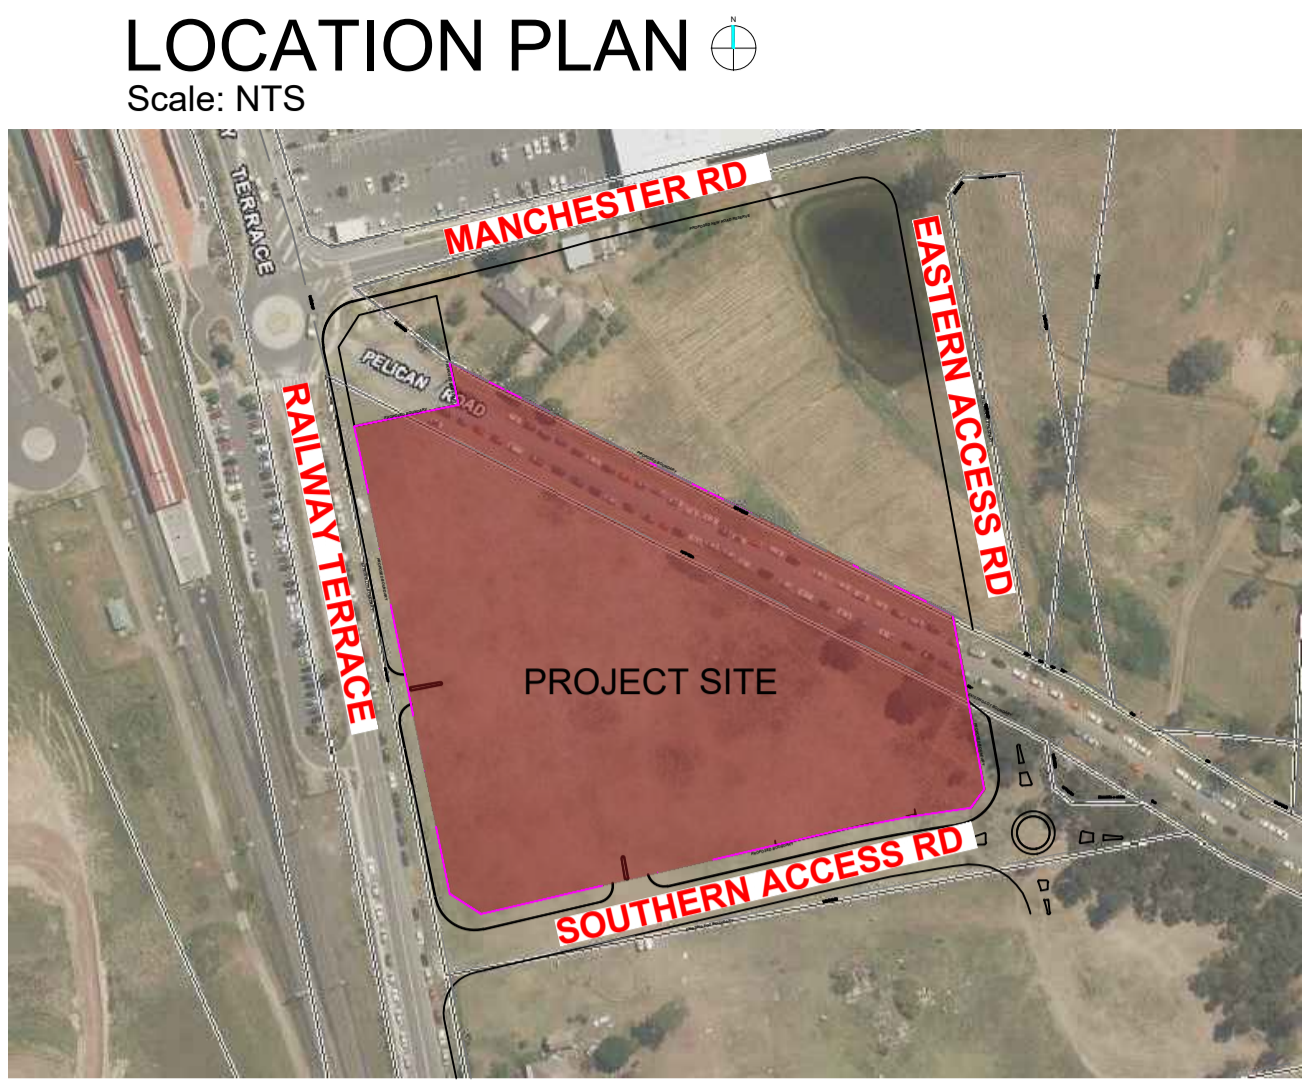 LOCATION PLAN
N
Scale: NTS
Y TERRACE
MANCHESTER RD
EASTERN ACCESS RD
PELICAN ROAD
RAILWAY TERRACE
PROJECT SITE
SOUTHERN ACCESS RD